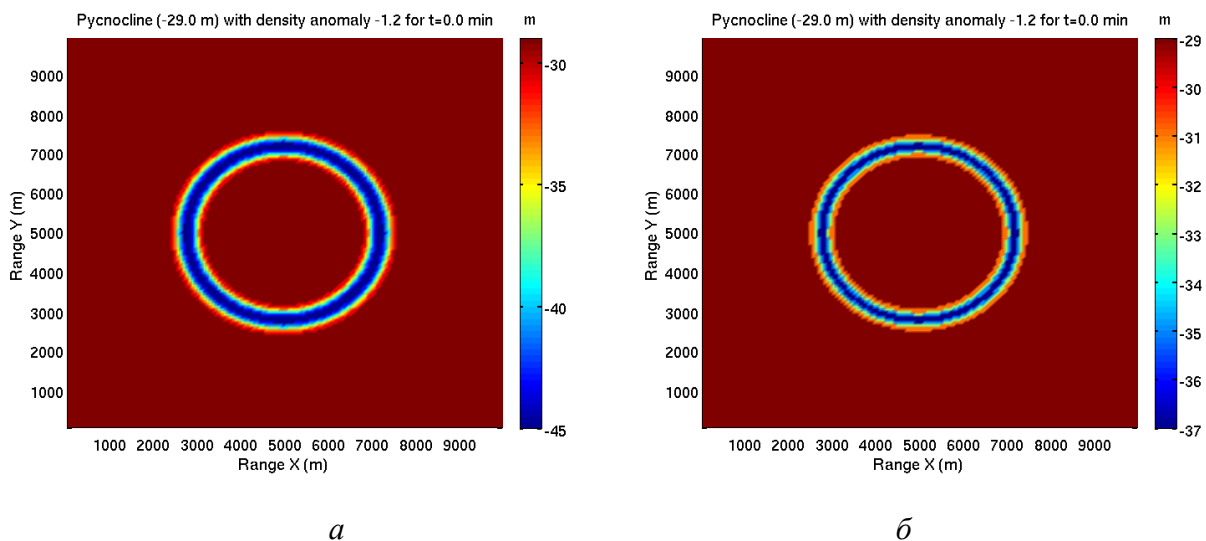 Pycnocline (-29.0 m) with density anomaly -1.2 for t=0.0 min
m
9000
8000
7000
6000
5000
4000
3000
2000
1000
Range Y (m)
1000 2000 3000 4000 5000 6000 7000 8000 9000
Range X (m)
-30
-35
-40
-45
а
Pycnocline (-29.0 m) with density anomaly -1.2 for t=0.0 min
m
9000
8000
7000
6000
5000
4000
3000
2000
1000
Range Y (m)
1000 2000 3000 4000 5000 6000 7000 8000 9000
Range X (m)
-29
-30
-31
-32
-33
-34
-35
-36
-37
б